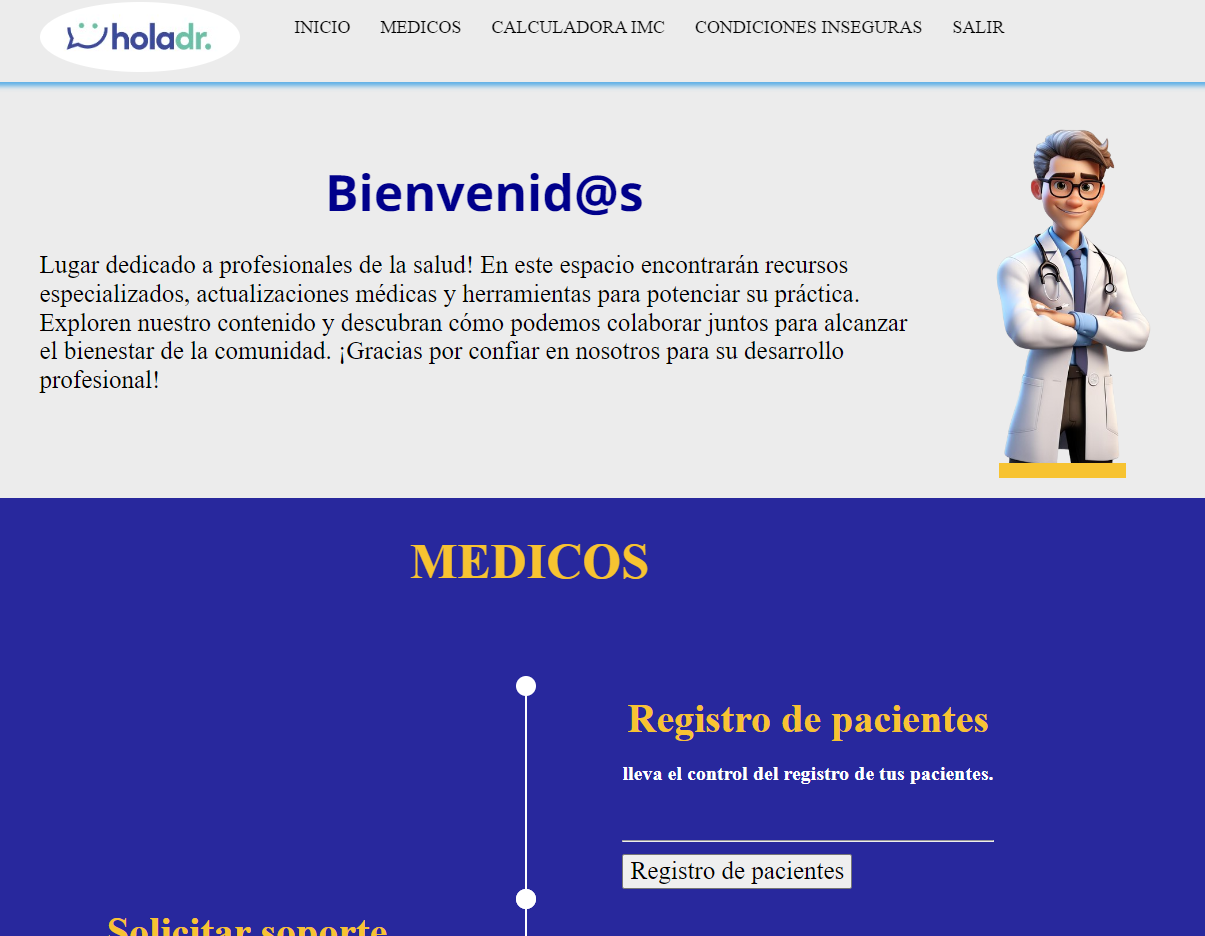 holadr.
INICIO MEDICOS CALCULADORA IMC CONDICIONES INSEGURAS SALIR
Bienvenid@s
Lugar dedicado a profesionales de la salud! En este espacio encontrarán recursos
especializados, actualizaciones médicas y herramientas para potenciar su práctica.
Exploren nuestro contenido y descubran cómo podemos colaborar juntos para alcanzar
el bienestar de la comunidad. ¡Gracias por confiar en nosotros para su desarrollo
profesional!
MEDICOS
Registro de pacientes
lleva el control del registro de tus pacientes.
Registro de pacientes
Solicitar soporte